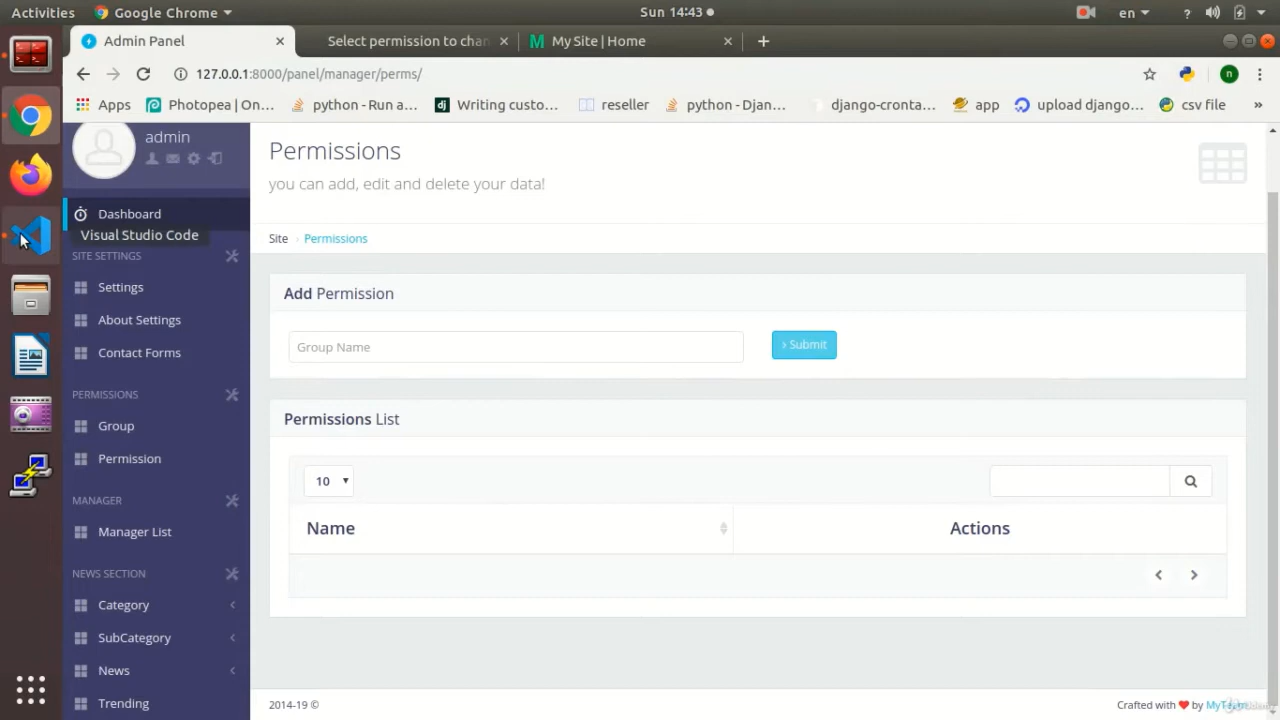 Activities
Google Chrome
Sun 14:43
en
?
Admin Panel
Select permission to chan
My Site | Home
127.0.0.1:8000/panel/manager/perms/
n
Apps
Photopea | On...
python - Run a...
dj
Writing custo...
reseller
python - Djan...
django-cronta...
app
upload django...
csv file
»
admin
Permissions
you can add, edit and delete your data!
Dashboard
Visual Studio Code
Site
Permissions
SITE SETTINGS
Settings
About Settings
Contact Forms
PERMISSIONS
Group
Permission
MANAGER
Manager List
NEWS SECTION
Category
SubCategory
News
Trending
Add Permission
Group Name
› Submit
Permissions List
10
Name
Actions
2014-19 ©
Crafted with ❤ by MyTeam